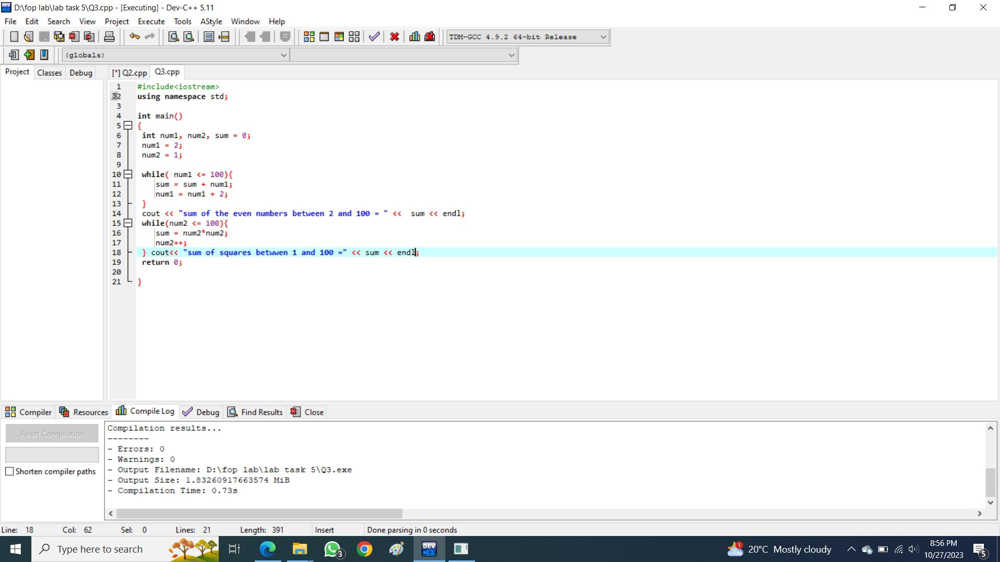 D:\fop lab\lab task 5\Q3.cpp - [Executing] - Dev-C++ 5.11
File Edit Search View Project Execute Tools AStyle Window Help
TDM-GCC 4.9.2 64-bit Release
(globals)
Project Classes Debug [*] Q2.cpp Q3.cpp
1 #include<iostream>
32 using namespace std;
3
4 int main()
5 {
6 int num1, num2, sum = 0;
7 num1 = 2;
8 num2 = 1;
9
10 while( num1 <= 100){
11 sum = sum + num1;
12 num1 = num1 + 2;
13 }
14 cout << "sum of the even numbers between 2 and 100 = " <<  sum << endl;
15 while(num2 <= 100){
16 sum = num2*num2;
17 num2++;
18 } cout<< "sum of squares betwwen 1 and 100 =" << sum << endl;
19 return 0;
20
21 }
Compiler Resources Compile Log Debug Find Results Close
Abort Compilation
Shorten compiler paths
Compilation results...
--------
- Errors: 0
- Warnings: 0
- Output Filename: D:\fop lab\lab task 5\Q3.exe
- Output Size: 1.83260917663574 MiB
- Compilation Time: 0.73s
Line: 18 Col: 62 Sel: 0 Lines: 21 Length: 391 Insert Done parsing in 0 seconds
Type here to search
3
DEV C++
1
20°C Mostly cloudy
8:56 PM
10/27/2023
5